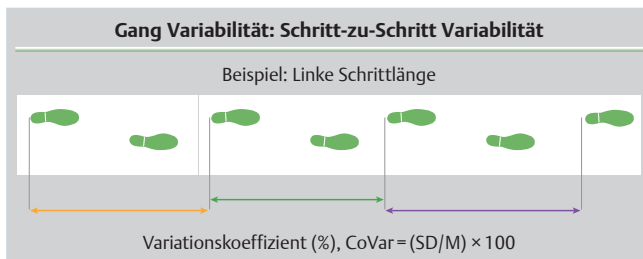 Gang Variabilität: Schritt-zu-Schritt Variabilität
Beispiel: Linke Schrittlänge
Variationskoeffizient (%), CoVar = (SD/M) × 100